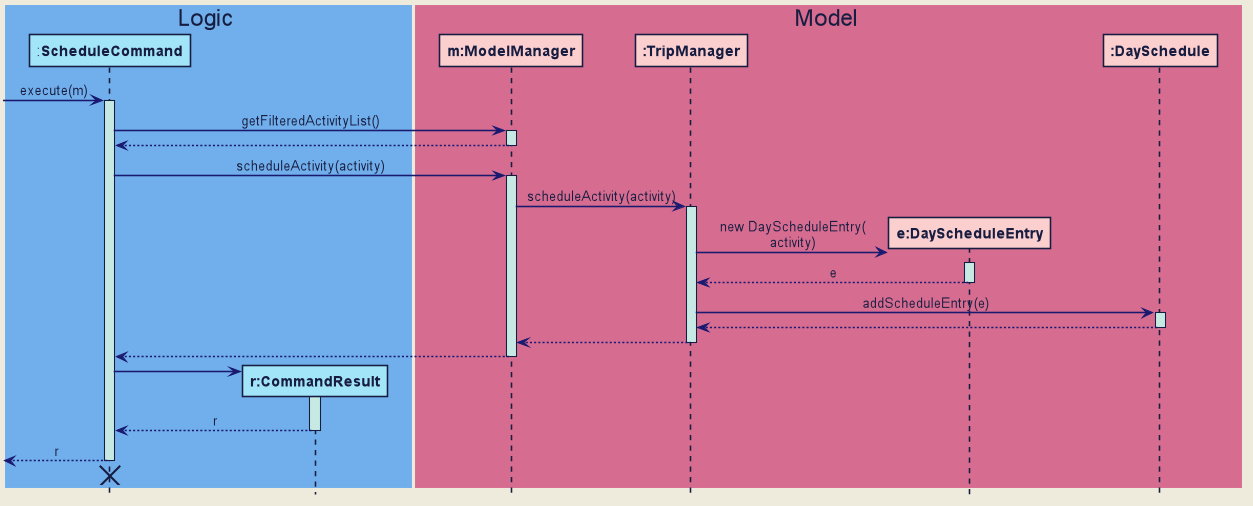 Logic
Model
:ScheduleCommand
m:ModelManager
:TripManager
:DaySchedule
execute(m)
getFilteredActivityList()
scheduleActivity(activity)
scheduleActivity(activity)
new DayScheduleEntry(
activity)
e:DayScheduleEntry
e
addScheduleEntry(e)
r:CommandResult
r
r